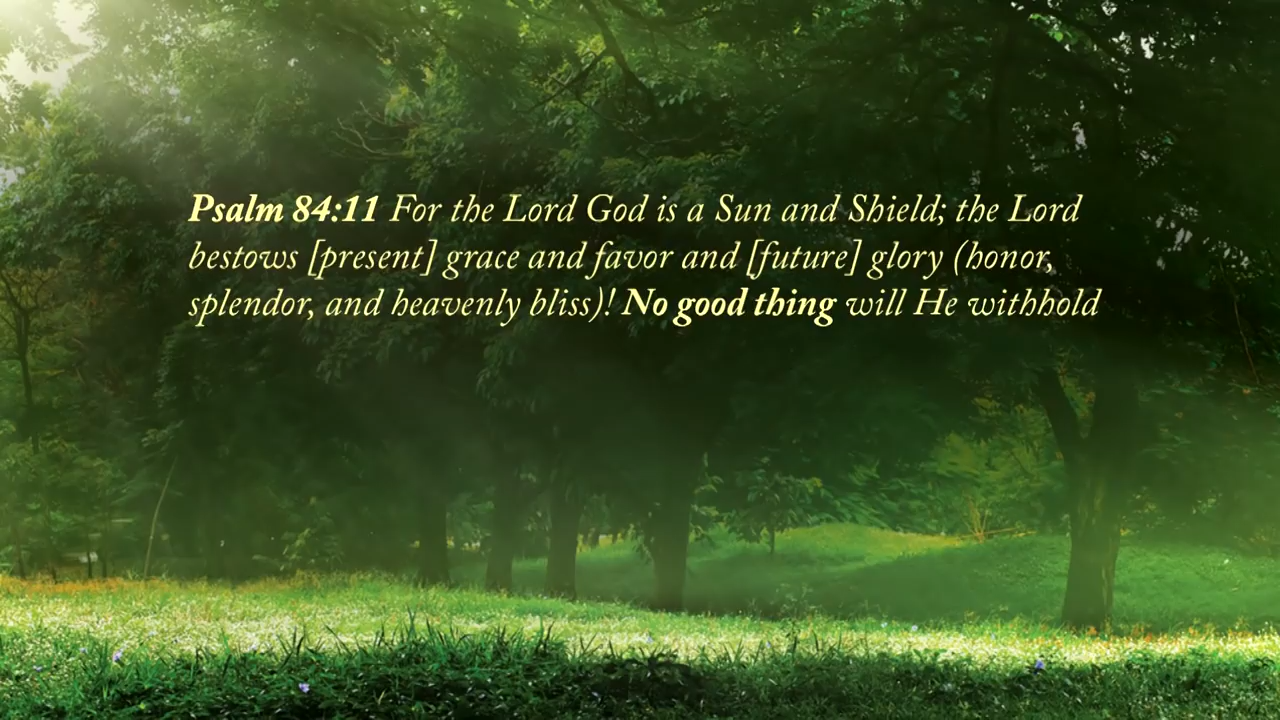 Psalm 84:11 For the Lord God is a Sun and Shield; the Lord
bestows [present] grace and favor and [future] glory (honor,
splendor, and heavenly bliss)! No good thing will He withhold